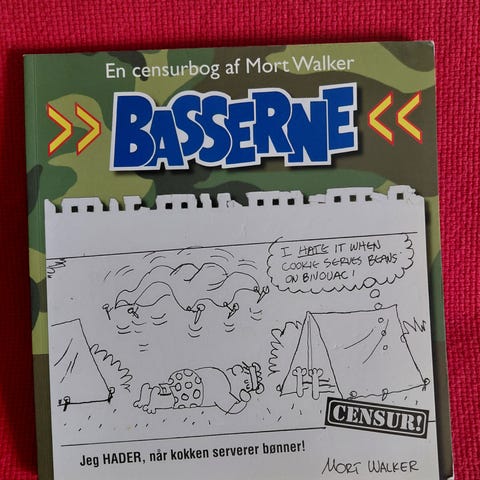 En censurbog af Mort Walker
BASSERNE
I HATE IT WHEN
COOKIE SERVES BEANS
ON BIVOUAC!
CENSUR!
Jeg HADER, når kokken serverer bønner!
MORT WALKER